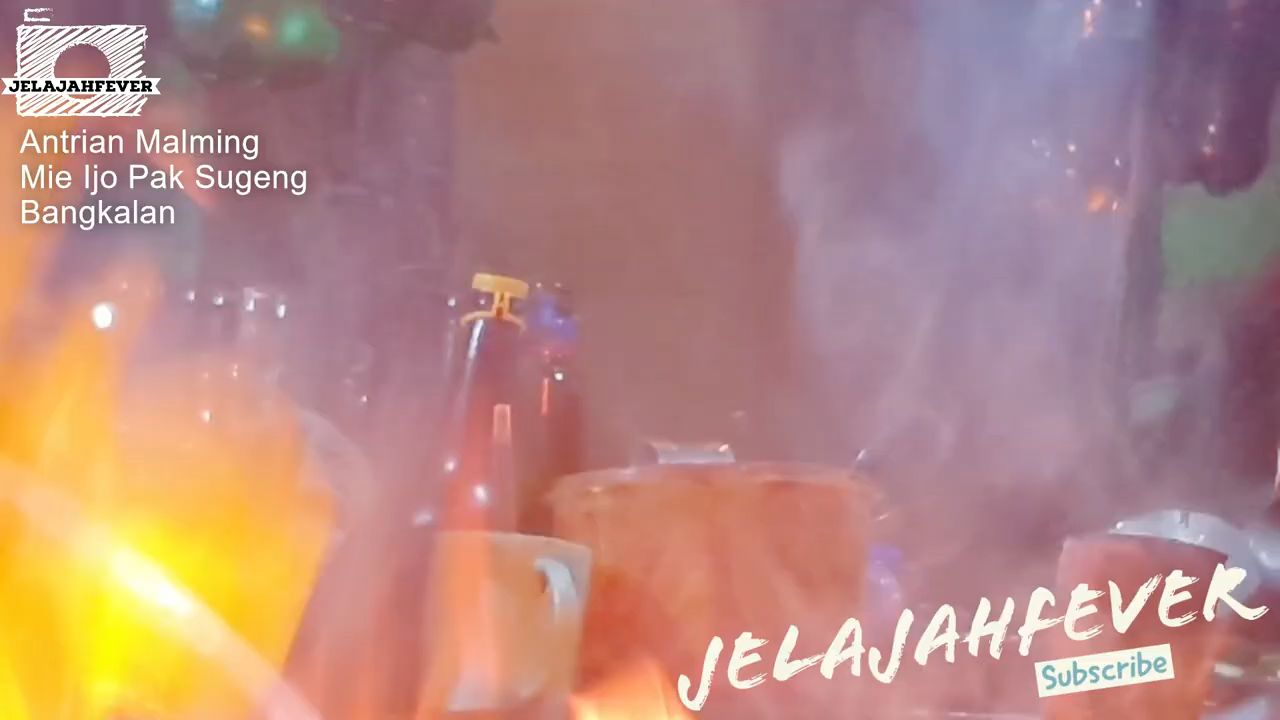 JELAJAHFEVER
Antrian Malming
Mie Ijo Pak Sugeng
Bangkalan
JELAJAHFEVER
Subscribe